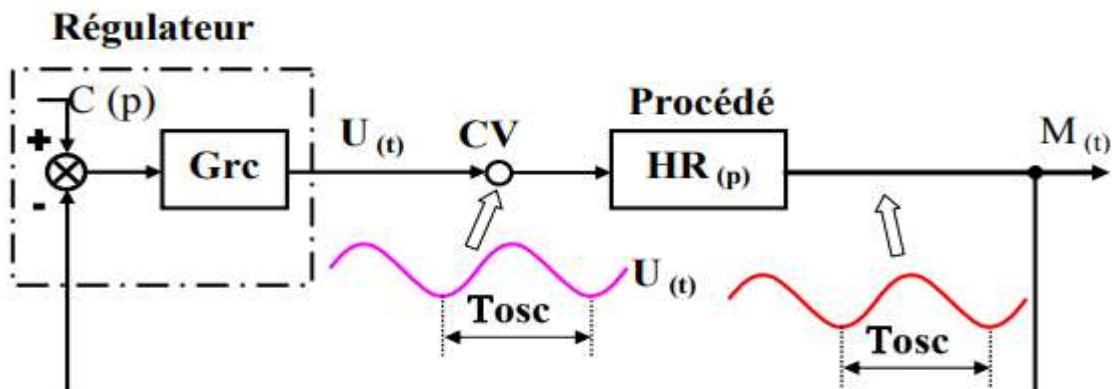 Régulateur
C (p)
+
-
Grc
U (t)
CV
Procédé
HR (p)
M (t)
U (t)
Tosc
Tosc